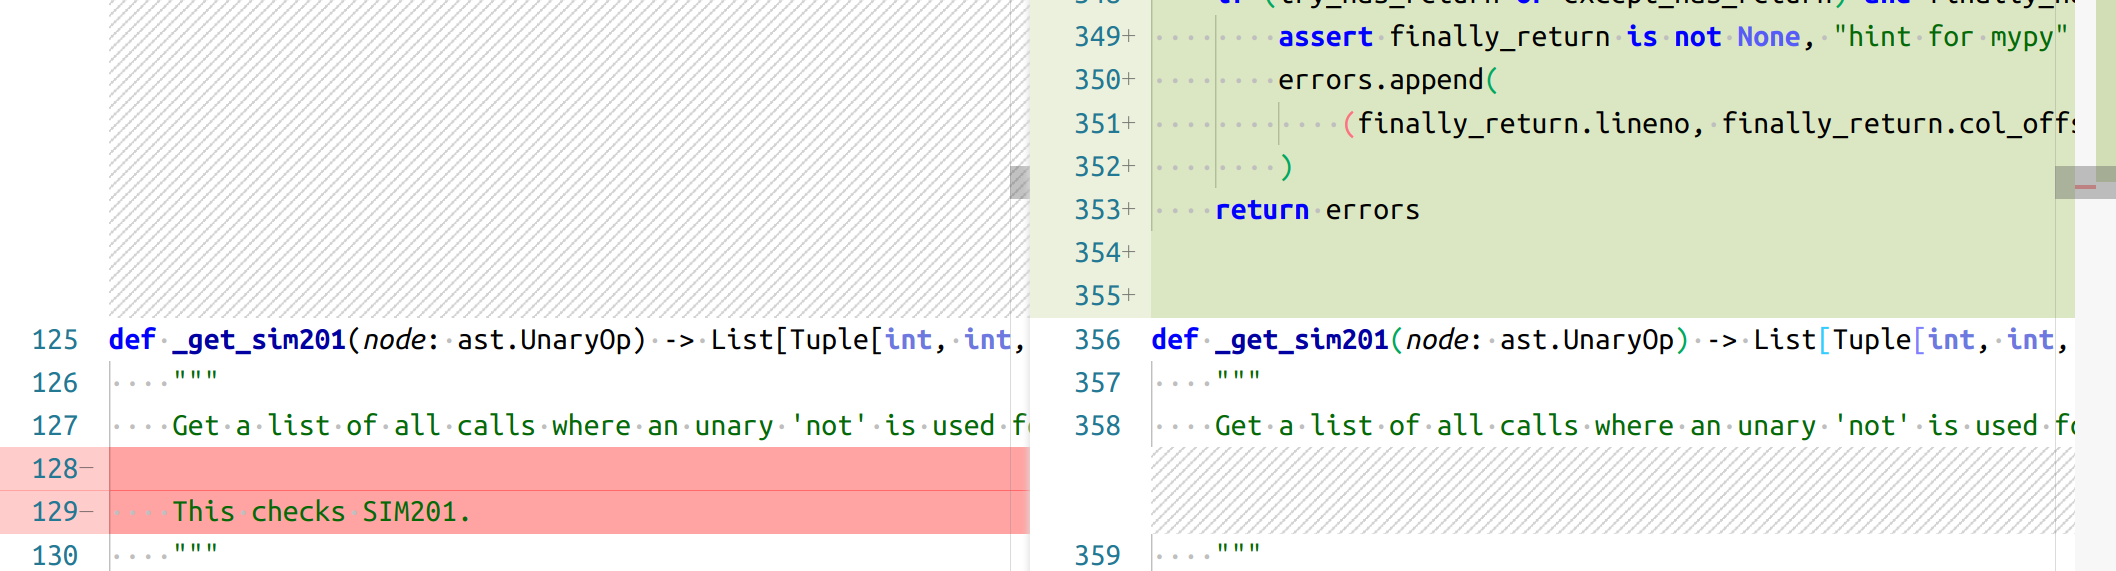 125 def _get_sim201(node: ast.UnaryOp) -> List[Tuple[int, int,
126 """
127 Get a list of all calls where an unary 'not' is used
128-
129- This checks SIM201.
130 """
349+ assert finally_return is not None, "hint for mypy"
350+ errors.append(
351+ (finally_return.lineno, finally_return.col_offs
352+ )
353+ return errors
354+
355+
356 def _get_sim201(node: ast.UnaryOp) -> List[Tuple[int, int,
357 """
358 Get a list of all calls where an unary 'not' is used
359 """